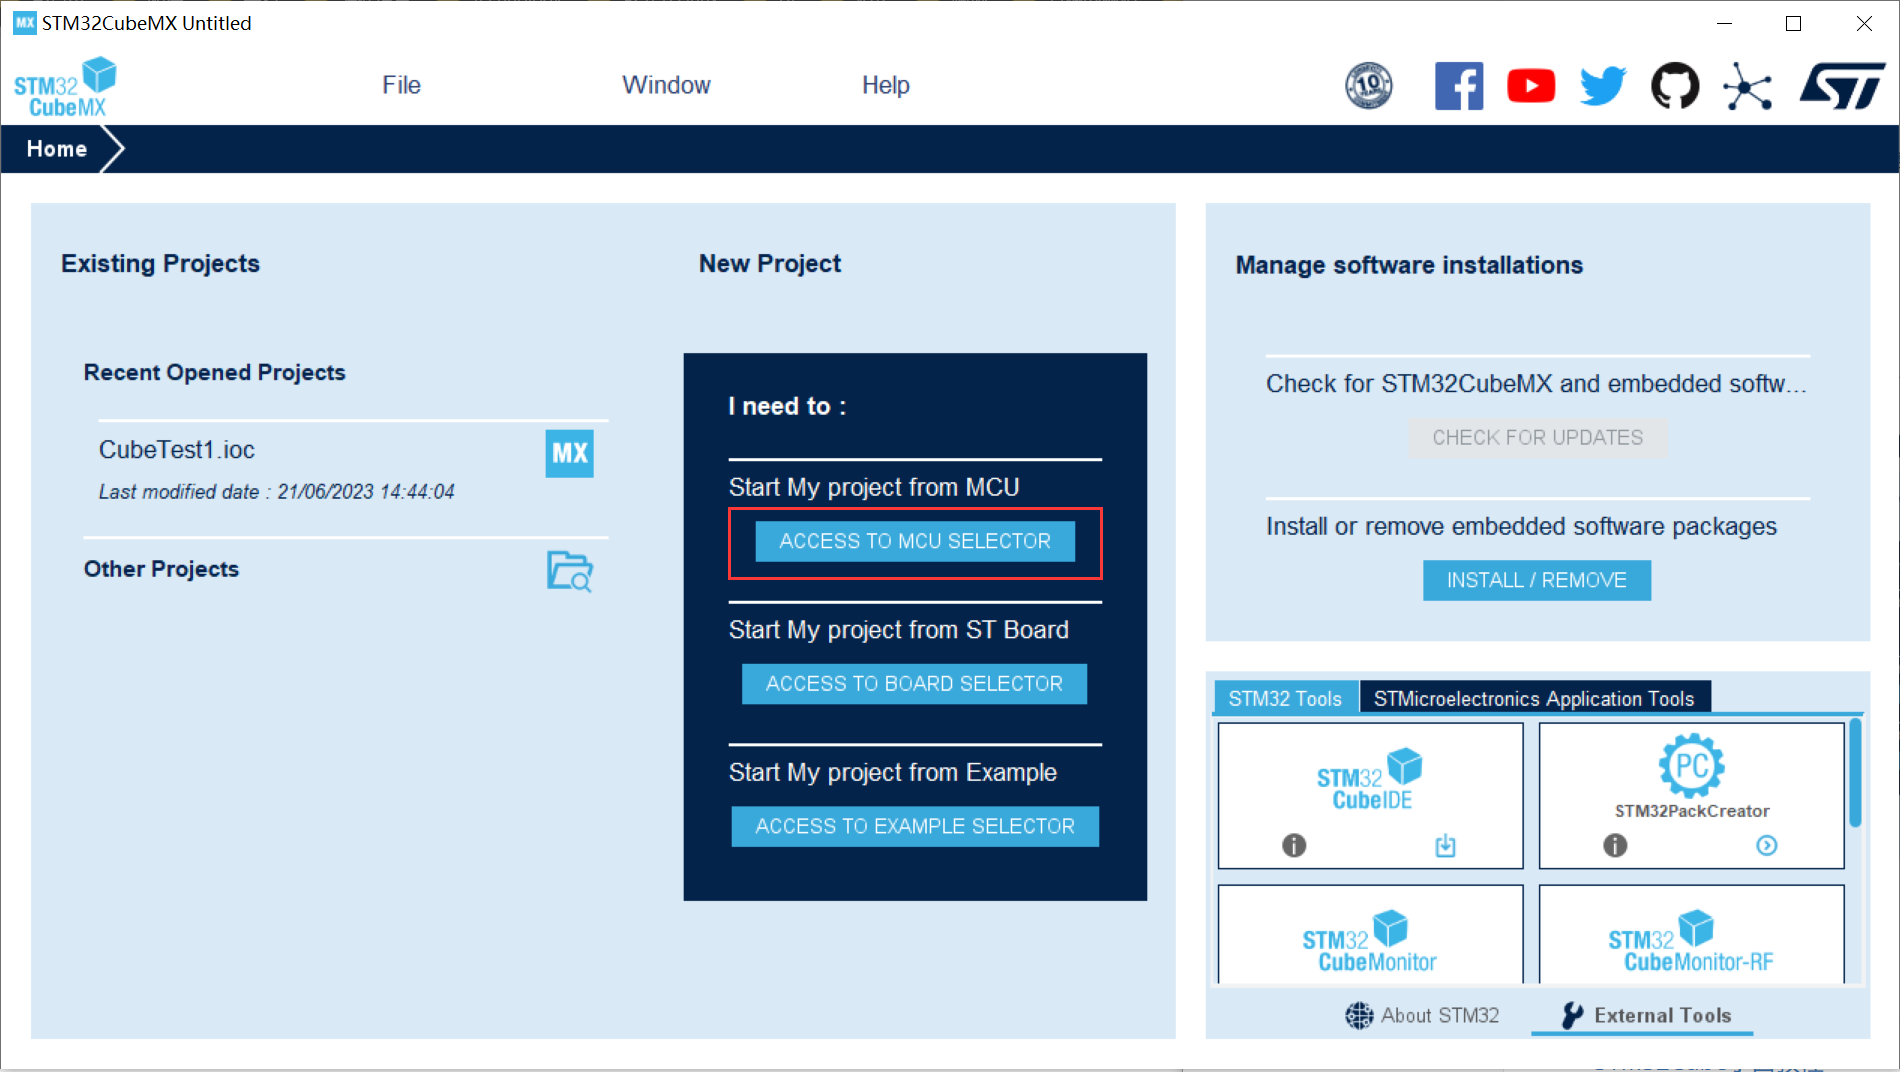 MX STM32CubeMX Untitled
STM32
CubeMX
File
Window
Help
10
YEARS
Home
Existing Projects
Recent Opened Projects
CubeTest1.ioc
MX
Last modified date : 21/06/2023 14:44:04
Other Projects
New Project
I need to :
Start My project from MCU
ACCESS TO MCU SELECTOR
Start My project from ST Board
ACCESS TO BOARD SELECTOR
Start My project from Example
ACCESS TO EXAMPLE SELECTOR
Manage software installations
Check for STM32CubeMX and embedded softw...
CHECK FOR UPDATES
Install or remove embedded software packages
INSTALL / REMOVE
STM32 Tools
STMicroelectronics Application Tools
STM32
CubeIDE
PC
STM32PackCreator
STM32
CubeMonitor
STM32
CubeMonitor-RF
About STM32
External Tools